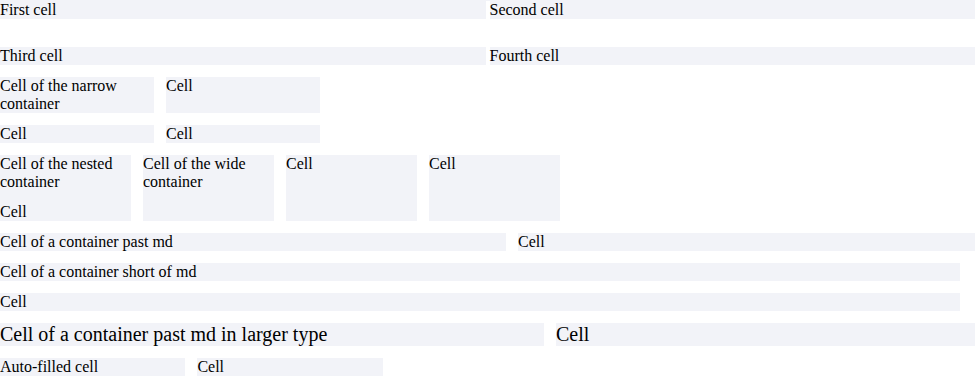 First cell Second cell
Third cell Fourth cell
Cell of the narrow container Cell
Cell Cell
Cell of the nested container Cell of the wide container Cell Cell
Cell
Cell of a container past md Cell
Cell of a container short of md
Cell
Cell of a container past md in larger type Cell
Auto-filled cell Cell